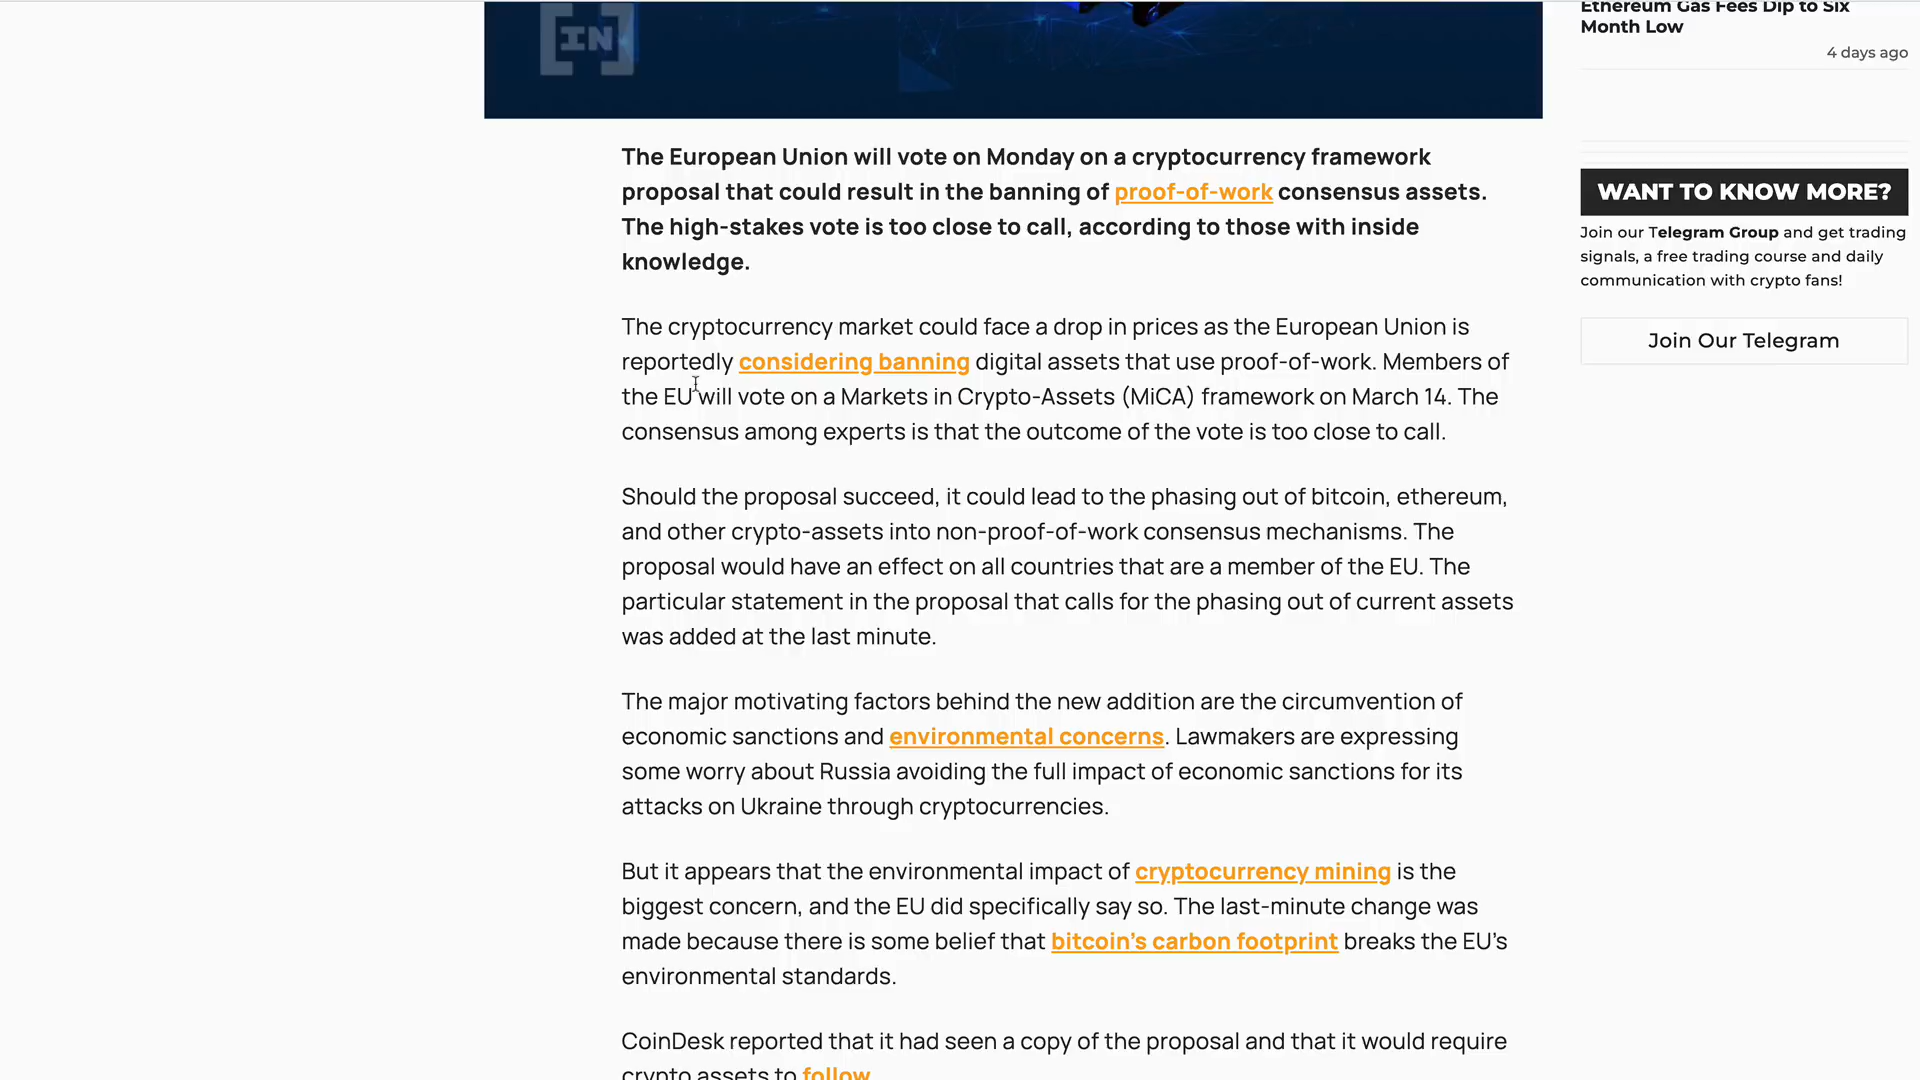 IN
Ethereum Gas Fees Dip to Six
Month Low
4 days ago
The European Union will vote on Monday on a cryptocurrency framework
proposal that could result in the banning of proof-of-work consensus assets.
The high-stakes vote is too close to call, according to those with inside
knowledge.
The cryptocurrency market could face a drop in prices as the European Union is
reportedly considering banning digital assets that use proof-of-work. Members of
the EU will vote on a Markets in Crypto-Assets (MiCA) framework on March 14. The
consensus among experts is that the outcome of the vote is too close to call.
Should the proposal succeed, it could lead to the phasing out of bitcoin, ethereum,
and other crypto-assets into non-proof-of-work consensus mechanisms. The
proposal would have an effect on all countries that are a member of the EU. The
particular statement in the proposal that calls for the phasing out of current assets
was added at the last minute.
The major motivating factors behind the new addition are the circumvention of
economic sanctions and environmental concerns. Lawmakers are expressing
some worry about Russia avoiding the full impact of economic sanctions for its
attacks on Ukraine through cryptocurrencies.
But it appears that the environmental impact of cryptocurrency mining is the
biggest concern, and the EU did specifically say so. The last-minute change was
made because there is some belief that bitcoin’s carbon footprint breaks the EU’s
environmental standards.
CoinDesk reported that it had seen a copy of the proposal and that it would require
crypto assets to follow
WANT TO KNOW MORE?
Join our Telegram Group and get trading
signals, a free trading course and daily
communication with crypto fans!
Join Our Telegram